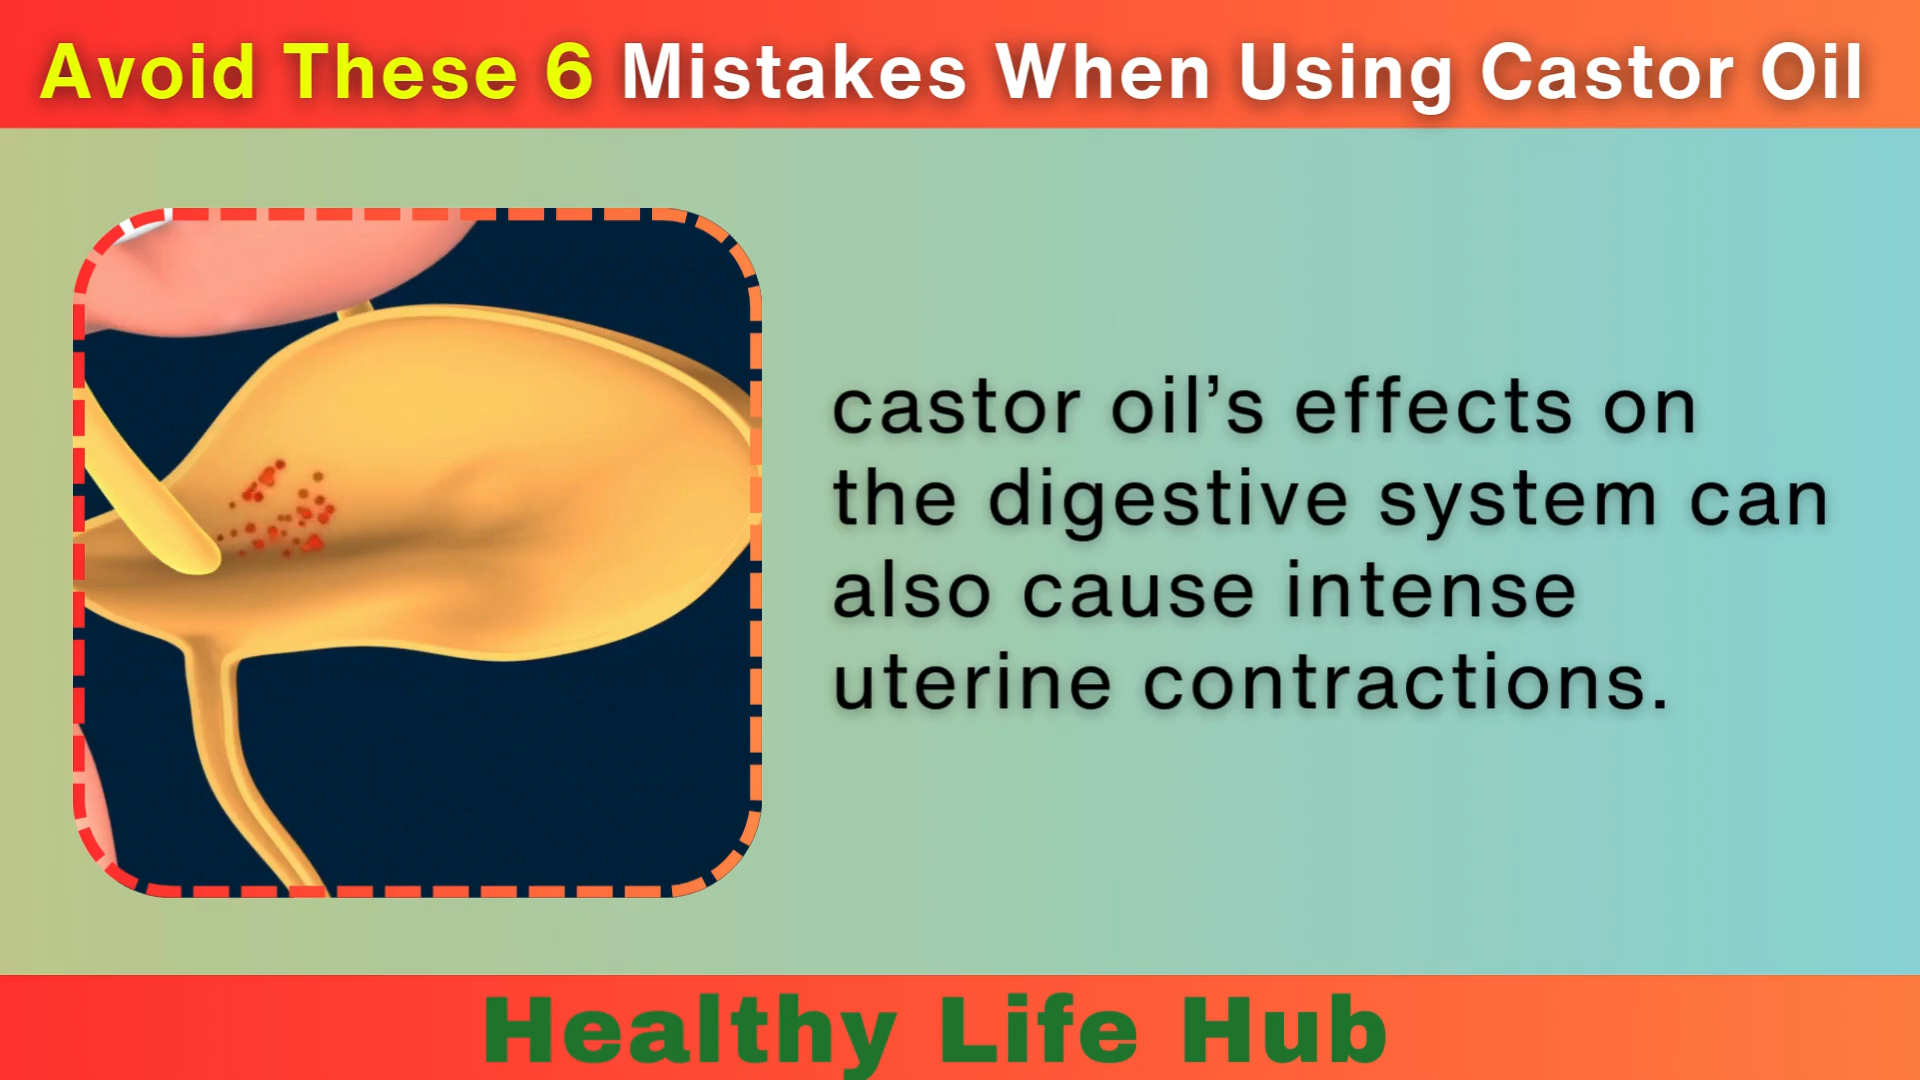 Avoid These 6 Mistakes When Using Castor Oil
castor oil’s effects on
the digestive system can
also cause intense
uterine contractions.
Healthy Life Hub